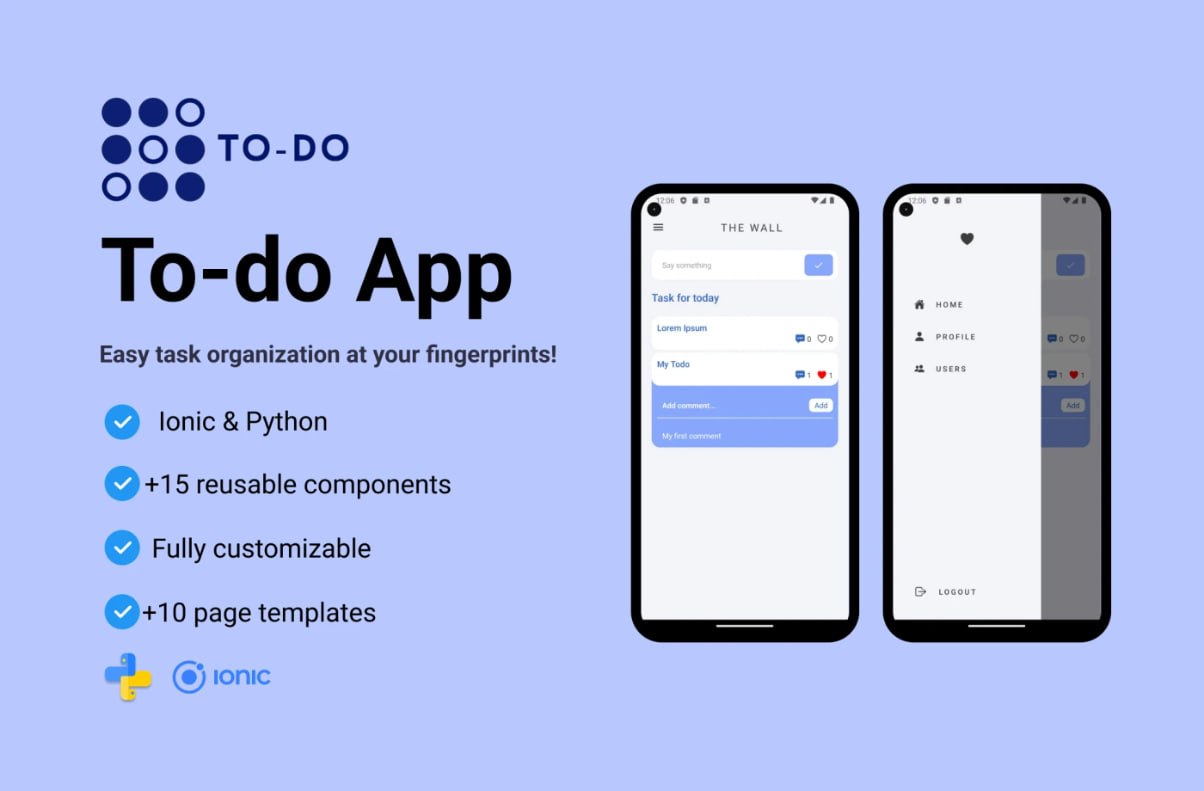 TO-DO
To-do App
Easy task organization at your fingerprints!
Ionic & Python
+15 reusable components
Fully customizable
+10 page templates
IONIC
12:06
THE WALL
Say something
Task for today
Lorem Ipsum
0 0
My Todo
1 1
Add comment...
Add
My first comment
12:06
HOME
PROFILE
0 0
USERS
1 1
Add
LOGOUT